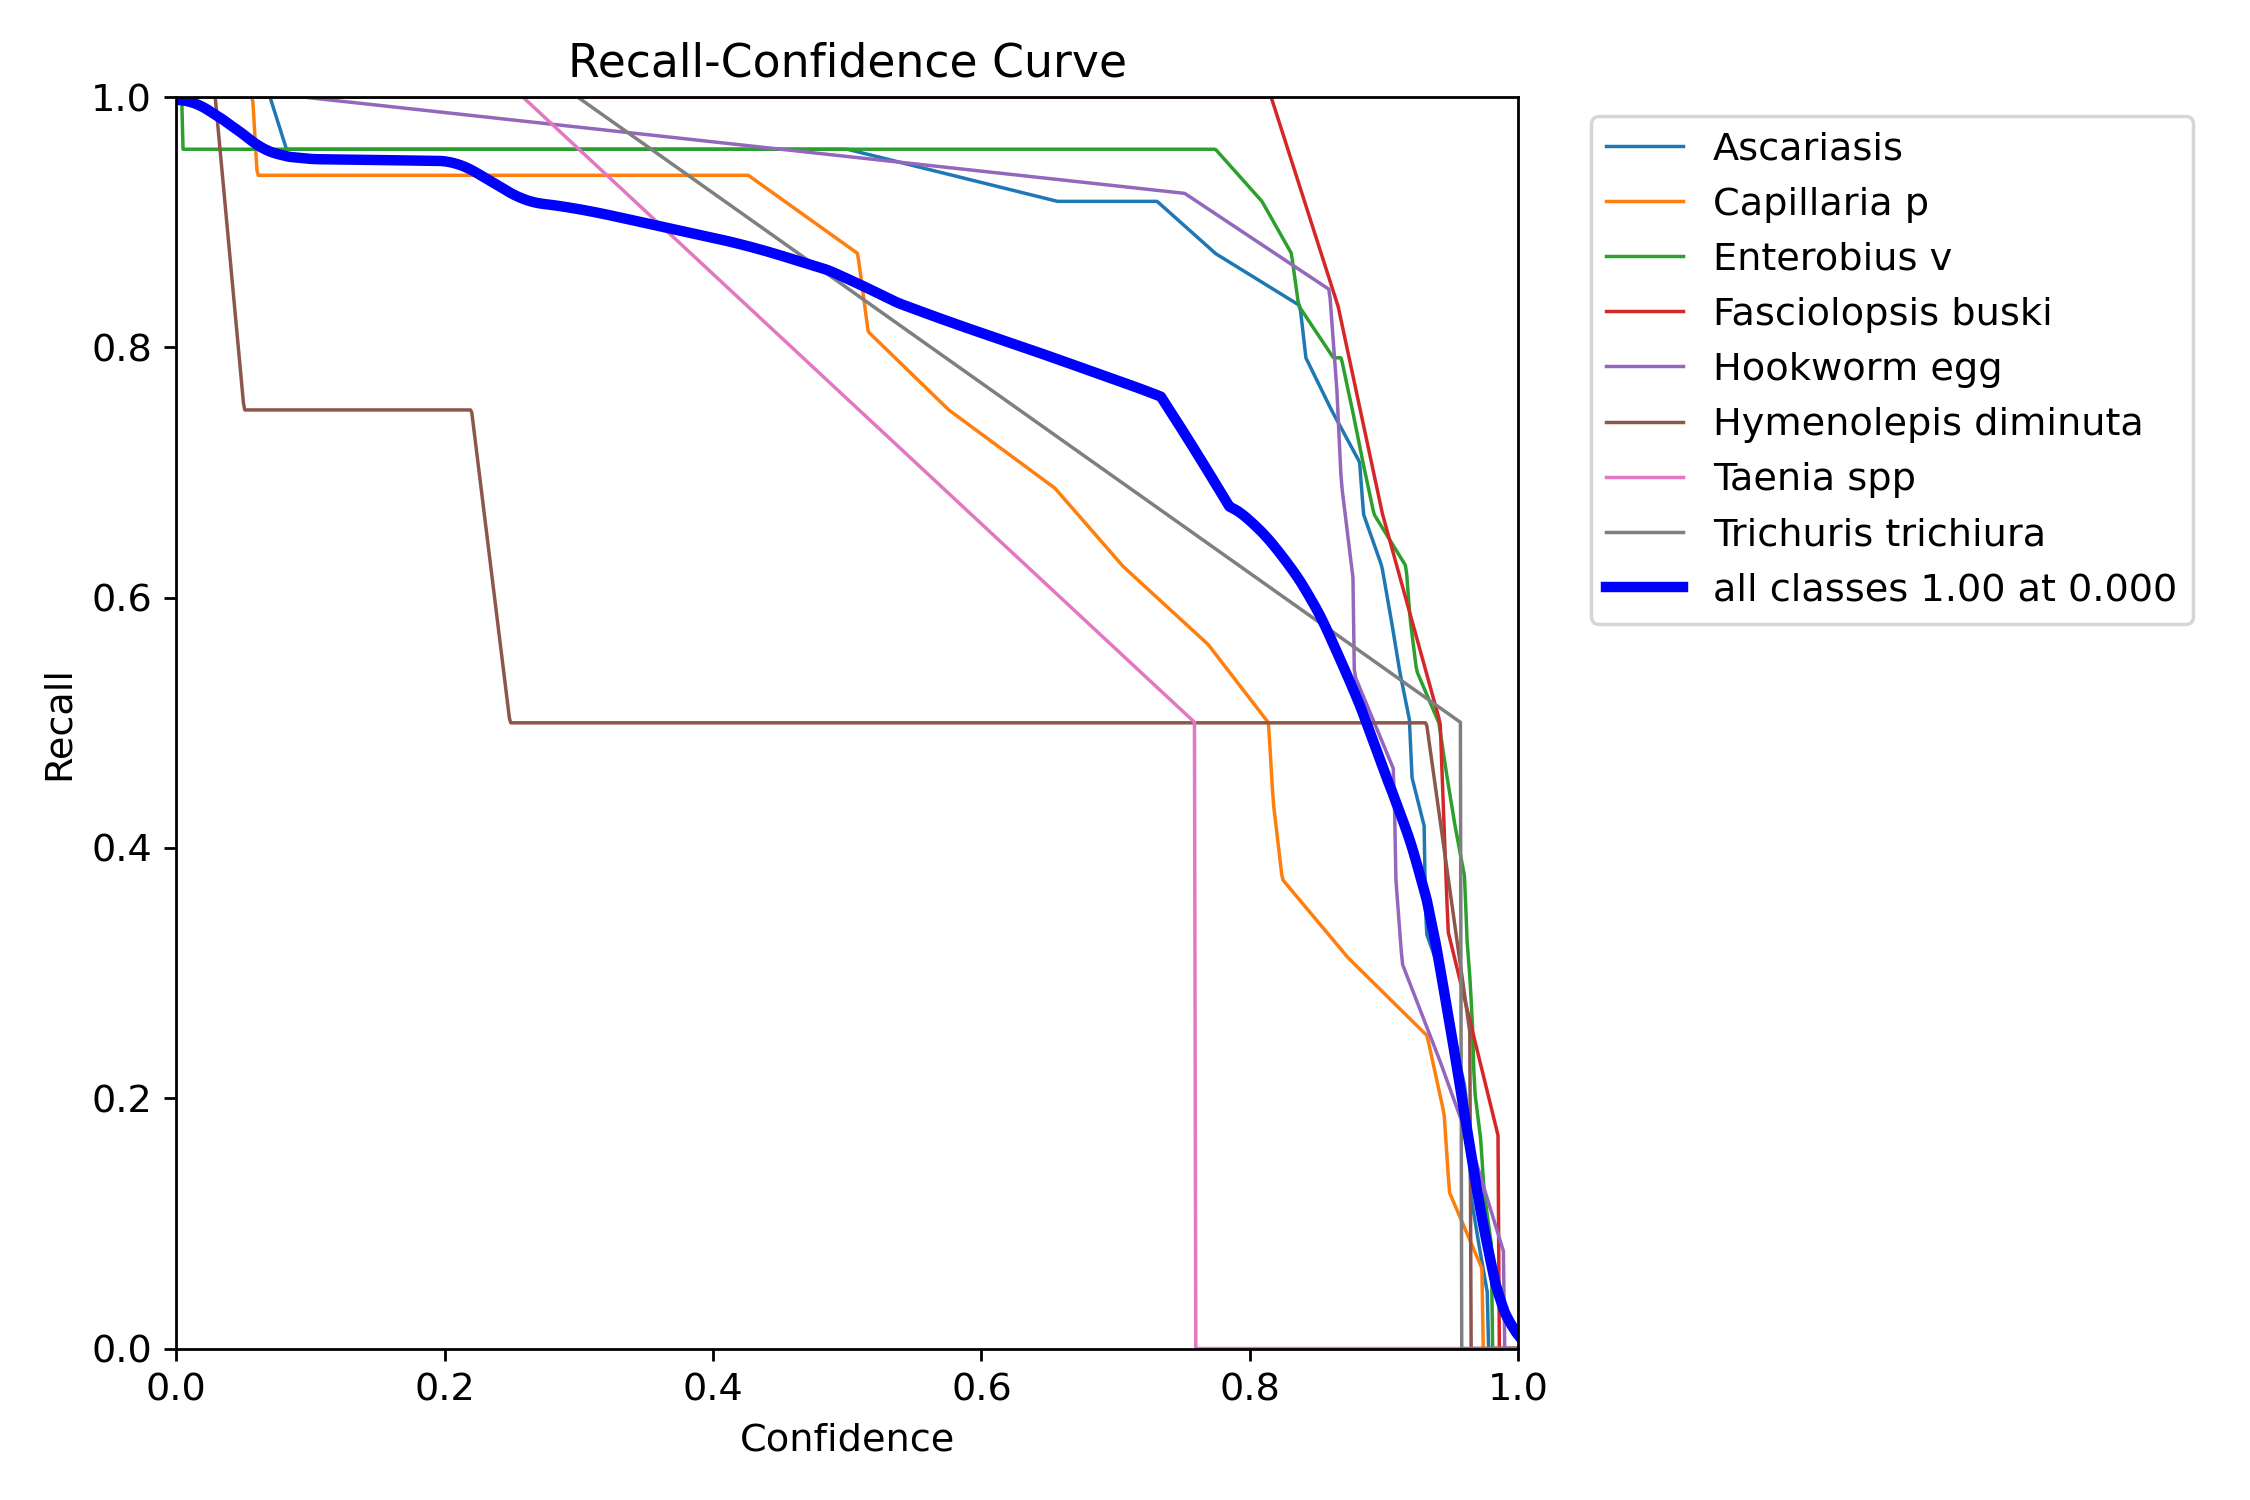 Recall-Confidence Curve
1.0
0.8
0.6
0.4
0.2
0.0
Recall
0.0 0.2 0.4 0.6 0.8 1.0
Confidence
Ascariasis
Capillaria p
Enterobius v
Fasciolopsis buski
Hookworm egg
Hymenolepis diminuta
Taenia spp
Trichuris trichiura
all classes 1.00 at 0.000